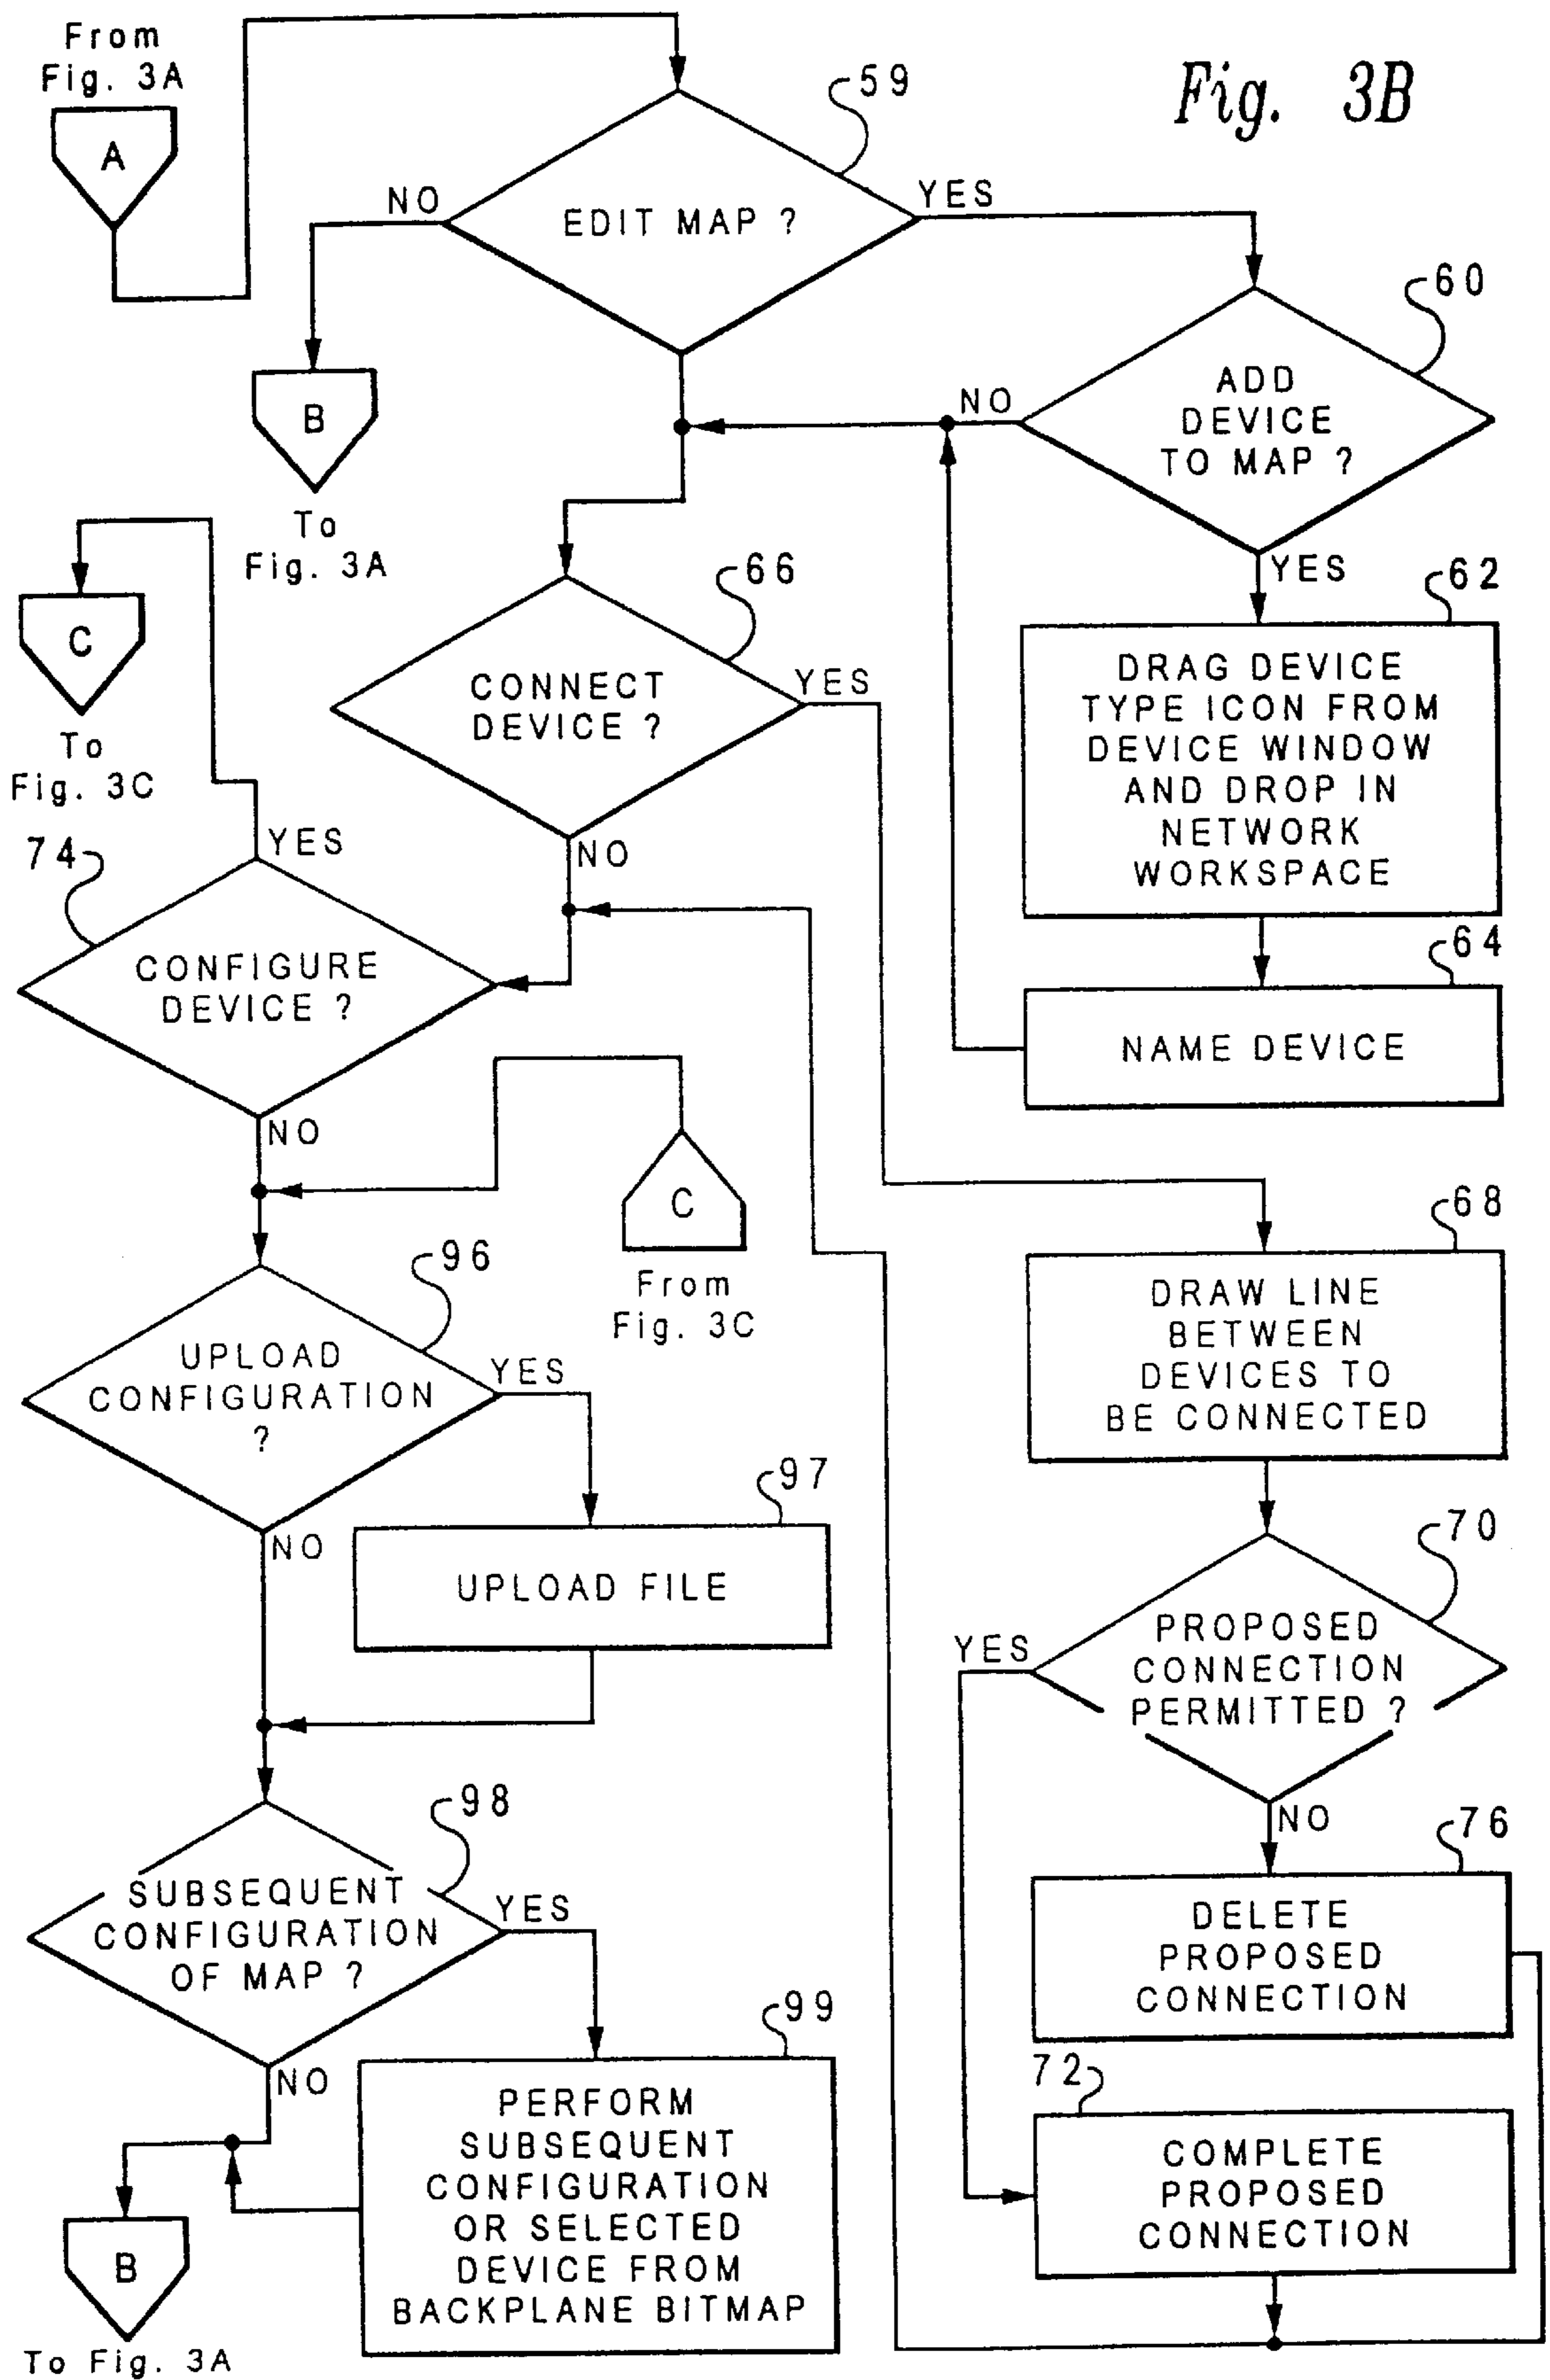 From
Fig. 3A
A
Fig. 3B
59
EDIT MAP ?
NO
YES
B
To
Fig. 3A
60
ADD
DEVICE
TO MAP ?
NO
YES
62
DRAG DEVICE
TYPE ICON FROM
DEVICE WINDOW
AND DROP IN
NETWORK
WORKSPACE
64
NAME DEVICE
66
CONNECT
DEVICE ?
YES
NO
C
To
Fig. 3C
YES
74
CONFIGURE
DEVICE ?
NO
C
From
Fig. 3C
68
DRAW LINE
BETWEEN
DEVICES TO
BE CONNECTED
70
PROPOSED
CONNECTION
PERMITTED ?
YES
NO
76
DELETE
PROPOSED
CONNECTION
72
COMPLETE
PROPOSED
CONNECTION
96
UPLOAD
CONFIGURATION
?
YES
NO
97
UPLOAD FILE
98
SUBSEQUENT
CONFIGURATION
OF MAP ?
YES
NO
99
PERFORM
SUBSEQUENT
CONFIGURATION
OR SELECTED
DEVICE FROM
BACKPLANE BITMAP
B
To Fig. 3A